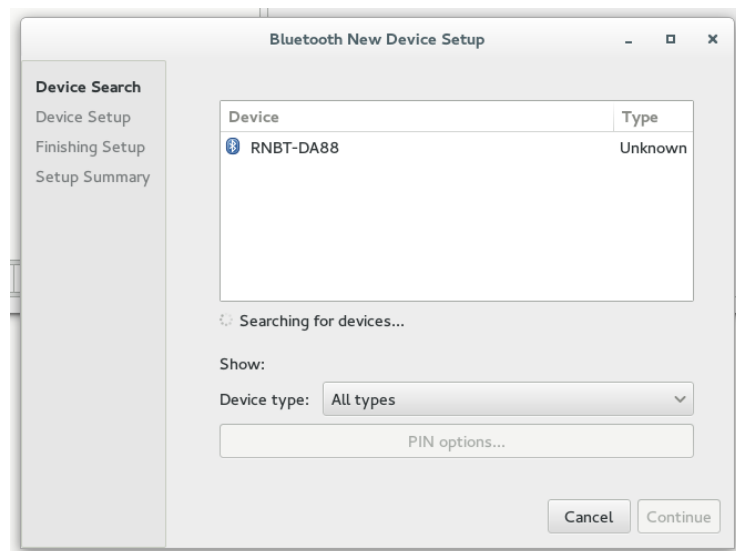 Bluetooth New Device Setup
Device Search
Device Setup
Finishing Setup
Setup Summary
Device Type
RNBT-DA88 Unknown
Searching for devices...
Show:
Device type: All types
PIN options...
Cancel Continue